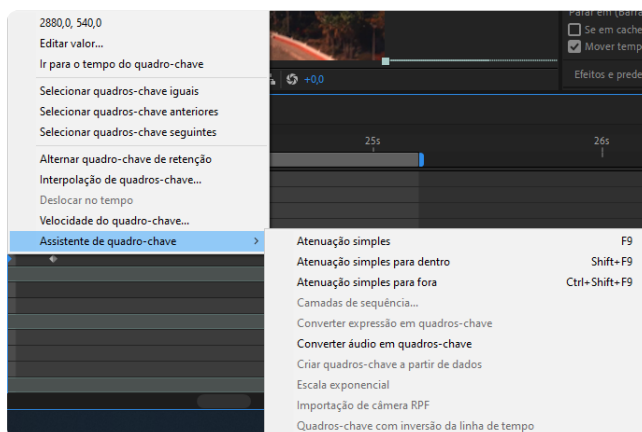 2880,0, 540,0
Editar valor...
Ir para o tempo do quadro-chave
Selecionar quadros-chave iguais
Selecionar quadros-chave anteriores
Selecionar quadros-chave seguintes
Alternar quadro-chave de retenção
Interpolação de quadros-chave...
Deslocar no tempo
Velocidade do quadro-chave...
Assistente de quadro-chave
Atenuação simples F9
Atenuação simples para dentro Shift+F9
Atenuação simples para fora Ctrl+Shift+F9
Camadas de sequência...
Converter expressão em quadros-chave
Converter áudio em quadros-chave
Criar quadros-chave a partir de dados
Escala exponencial
Importação de câmera RPF
Quadros-chave com inversão da linha de tempo
+0,0
Parar em (Barra
Se em cache
Mover temp
Efeitos e prede
25s 26s